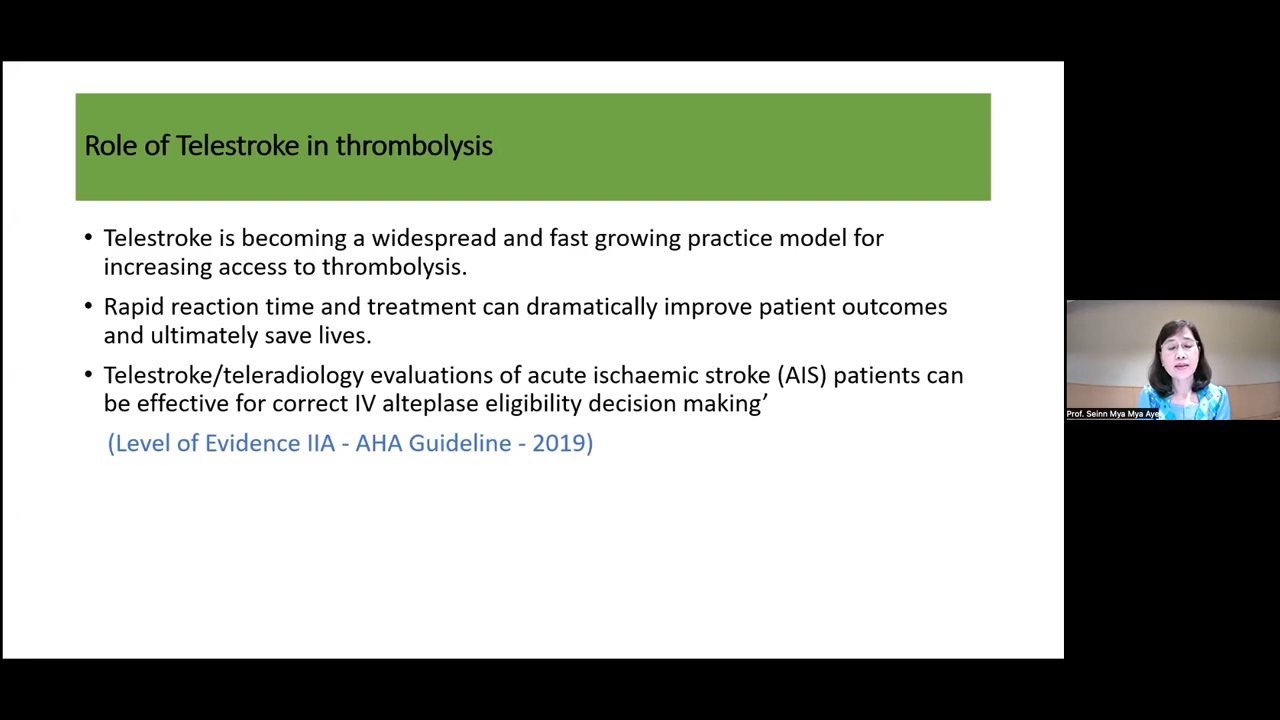 Role of Telestroke in thrombolysis
• Telestroke is becoming a widespread and fast growing practice model for
increasing access to thrombolysis.
• Rapid reaction time and treatment can dramatically improve patient outcomes
and ultimately save lives.
• Telestroke/teleradiology evaluations of acute ischaemic stroke (AIS) patients can
be effective for correct IV alteplase eligibility decision making’
(Level of Evidence IIA - AHA Guideline - 2019)
Prof. Seinn Mya Mya Aye